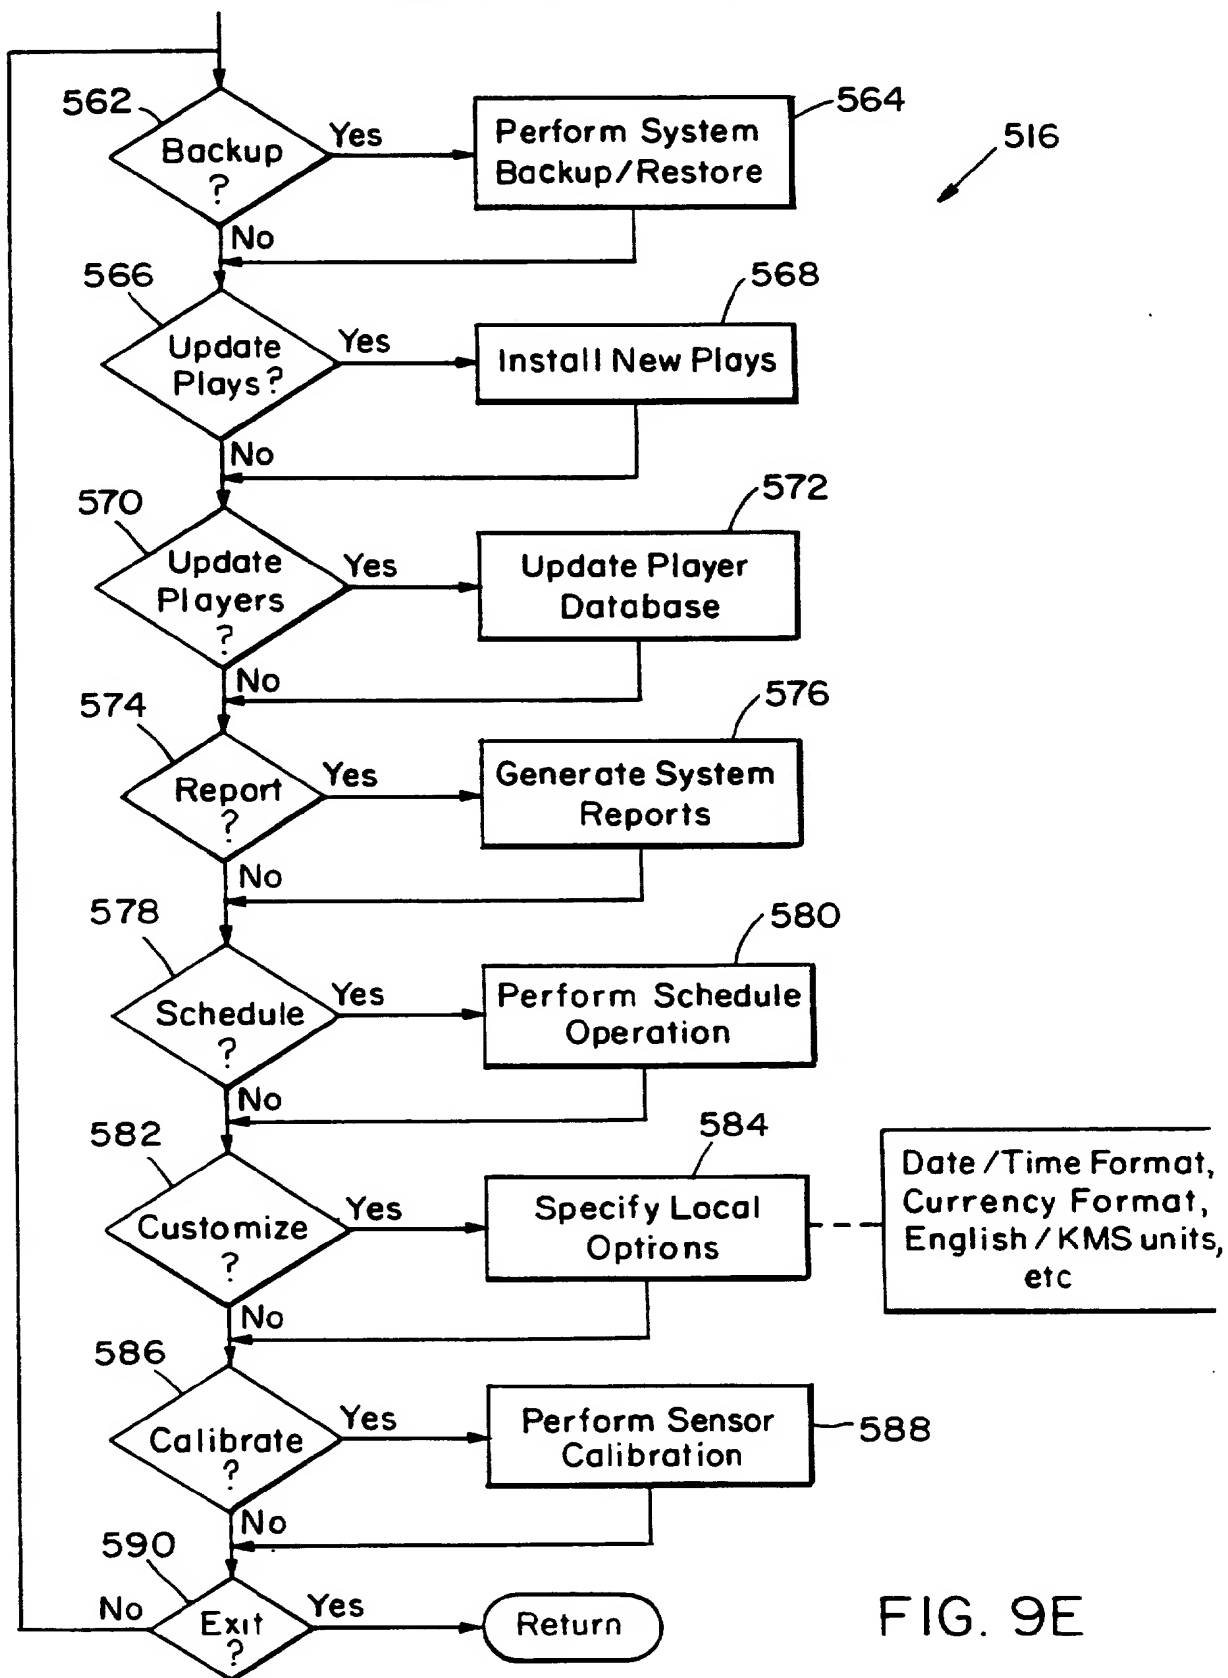 562
Backup
?
Yes
Perform System
Backup/Restore
564
516
No
566
Update
Plays?
Yes
Install New Plays
568
No
570
Update
Players
?
Yes
Update Player
Database
572
No
574
Report
?
Yes
Generate System
Reports
576
No
578
Schedule
?
Yes
Perform Schedule
Operation
580
No
582
Customize
?
Yes
Specify Local
Options
584
Date/Time Format,
Currency Format,
English/KMS units,
etc
No
586
Calibrate
?
Yes
Perform Sensor
Calibration
588
No
590
No
Exit
?
Yes
Return
FIG. 9E